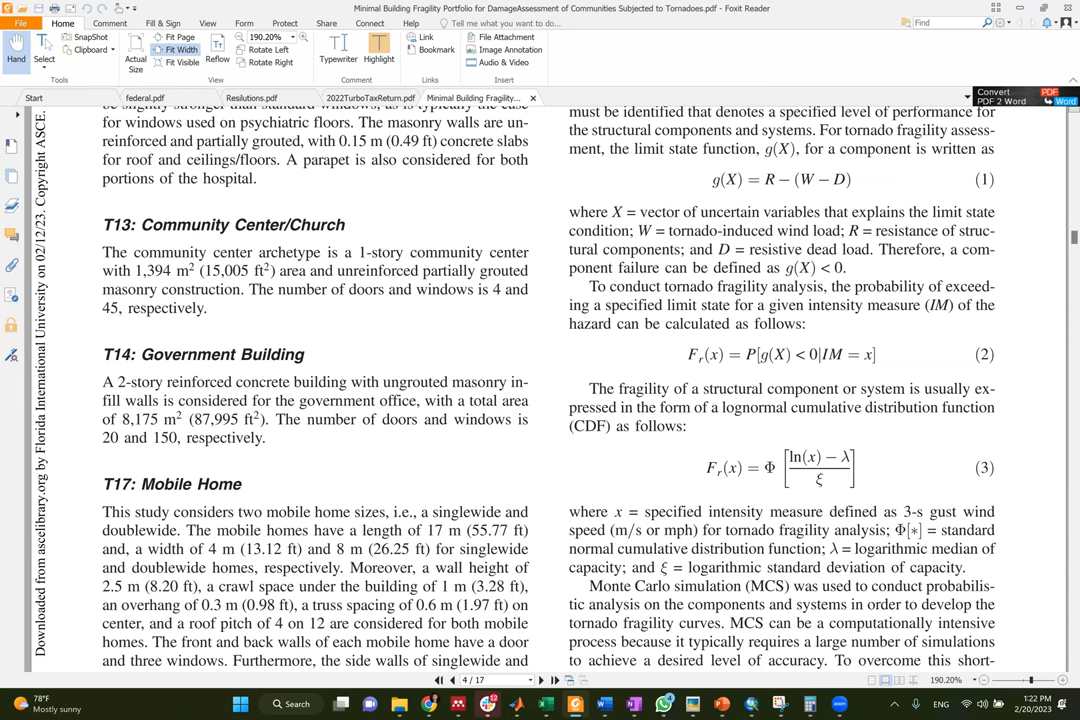 Minimal Building Fragility Portfolio for DamageAssessment of Communities Subjected to Tornadoes.pdf - Foxit Reader
File Home Comment Fill & Sign View Form Protect Share Connect Help Tell me what you want to do... Find
Hand Select SnapShot Clipboard Actual Size Fit Page Fit Width Fit Visible Reflow 190.20% Rotate Left Rotate Right Typewriter Highlight Link Bookmark File Attachment Image Annotation Audio & Video
Tools View Comment Links Insert
Start federal.pdf Resilutions.pdf 2022TurboTaxReturn.pdf Minimal Building Fragility...
Convert PDF
PDF 2 Word Word
Downloaded from ascelibrary.org by Florida International University on 02/12/23. Copyright ASCE.
be slightly stronger than standard windows, as is typically the case
for windows used on psychiatric floors. The masonry walls are un-
reinforced and partially grouted, with 0.15 m (0.49 ft) concrete slabs
for roof and ceilings/floors. A parapet is also considered for both
portions of the hospital.
T13: Community Center/Church
The community center archetype is a 1-story community center
with 1,394 m² (15,005 ft²) area and unreinforced partially grouted
masonry construction. The number of doors and windows is 4 and
45, respectively.
T14: Government Building
A 2-story reinforced concrete building with ungrouted masonry in-
fill walls is considered for the government office, with a total area
of 8,175 m² (87,995 ft²). The number of doors and windows is
20 and 150, respectively.
T17: Mobile Home
This study considers two mobile home sizes, i.e., a singlewide and
doublewide. The mobile homes have a length of 17 m (55.77 ft)
and, a width of 4 m (13.12 ft) and 8 m (26.25 ft) for singlewide
and doublewide homes, respectively. Moreover, a wall height of
2.5 m (8.20 ft), a crawl space under the building of 1 m (3.28 ft),
an overhang of 0.3 m (0.98 ft), a truss spacing of 0.6 m (1.97 ft) on
center, and a roof pitch of 4 on 12 are considered for both mobile
homes. The front and back walls of each mobile home have a door
and three windows. Furthermore, the side walls of singlewide and
must be identified that denotes a specified level of performance for
the structural components and systems. For tornado fragility assess-
ment, the limit state function, g(X), for a component is written as
g(X) = R − (W − D) (1)
where X = vector of uncertain variables that explains the limit state
condition; W = tornado-induced wind load; R = resistance of struc-
tural components; and D = resistive dead load. Therefore, a com-
ponent failure can be defined as g(X) < 0.
To conduct tornado fragility analysis, the probability of exceed-
ing a specified limit state for a given intensity measure (IM) of the
hazard can be calculated as follows:
Fr(x) = P[g(X) < 0|IM = x] (2)
The fragility of a structural component or system is usually ex-
pressed in the form of a lognormal cumulative distribution function
(CDF) as follows:
Fr(x) = Φ [ (ln(x) − λ) / ξ ] (3)
where x = specified intensity measure defined as 3-s gust wind
speed (m/s or mph) for tornado fragility analysis; Φ[∗] = standard
normal cumulative distribution function; λ = logarithmic median of
capacity; and ξ = logarithmic standard deviation of capacity.
Monte Carlo simulation (MCS) was used to conduct probabilis-
tic analysis on the components and systems in order to develop the
tornado fragility curves. MCS can be a computationally intensive
process because it typically requires a large number of simulations
to achieve a desired level of accuracy. To overcome this short-
4 / 17 190.20%
78°F
Mostly sunny
Search
12
4
zoom
ENG
1:22 PM
2/20/2023